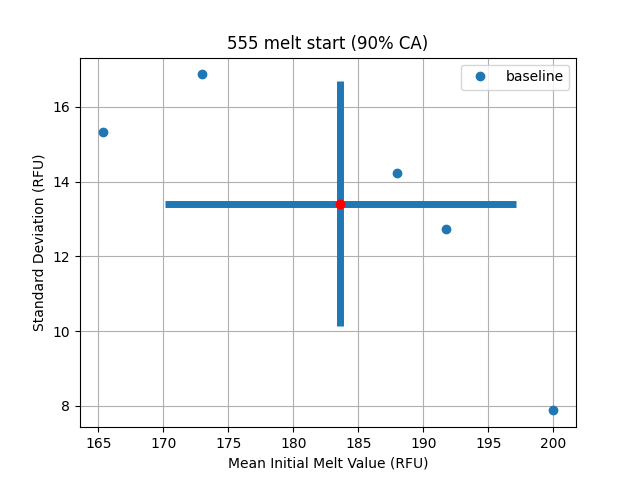 555 melt start (90% CA)
baseline
Standard Deviation (RFU)
16
14
12
10
8
165 170 175 180 185 190 195 200
Mean Initial Melt Value (RFU)